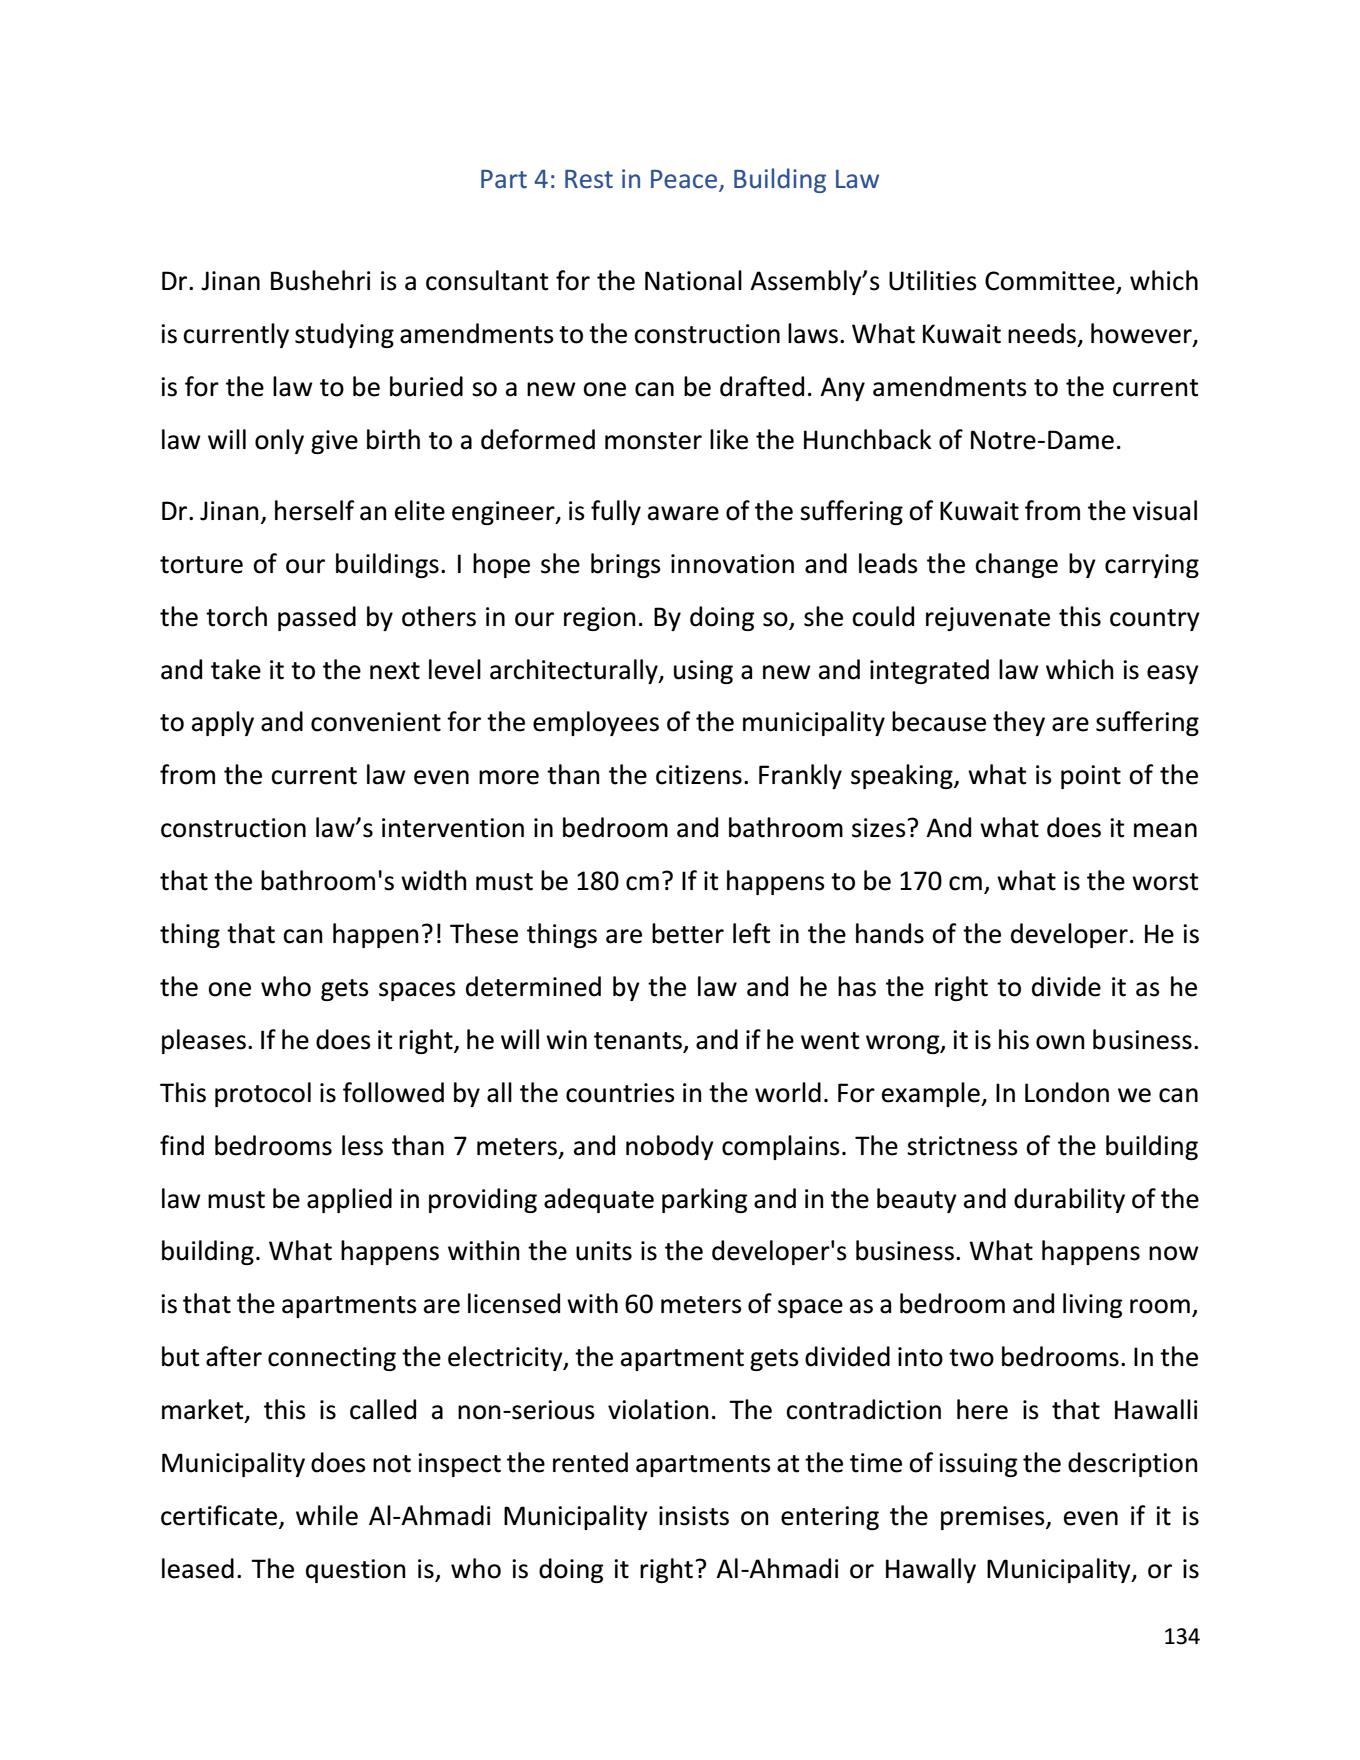 Part 4: Rest in Peace, Building Law
Dr. Jinan Bushehri is a consultant for the National Assembly’s Utilities Committee, which
is currently studying amendments to the construction laws. What Kuwait needs, however,
is for the law to be buried so a new one can be drafted. Any amendments to the current
law will only give birth to a deformed monster like the Hunchback of Notre-Dame.
Dr. Jinan, herself an elite engineer, is fully aware of the suffering of Kuwait from the visual
torture of our buildings. I hope she brings innovation and leads the change by carrying
the torch passed by others in our region. By doing so, she could rejuvenate this country
and take it to the next level architecturally, using a new and integrated law which is easy
to apply and convenient for the employees of the municipality because they are suffering
from the current law even more than the citizens. Frankly speaking, what is point of the
construction law’s intervention in bedroom and bathroom sizes? And what does it mean
that the bathroom's width must be 180 cm? If it happens to be 170 cm, what is the worst
thing that can happen?! These things are better left in the hands of the developer. He is
the one who gets spaces determined by the law and he has the right to divide it as he
pleases. If he does it right, he will win tenants, and if he went wrong, it is his own business.
This protocol is followed by all the countries in the world. For example, In London we can
find bedrooms less than 7 meters, and nobody complains. The strictness of the building
law must be applied in providing adequate parking and in the beauty and durability of the
building. What happens within the units is the developer's business. What happens now
is that the apartments are licensed with 60 meters of space as a bedroom and living room,
but after connecting the electricity, the apartment gets divided into two bedrooms. In the
market, this is called a non-serious violation. The contradiction here is that Hawalli
Municipality does not inspect the rented apartments at the time of issuing the description
certificate, while Al-Ahmadi Municipality insists on entering the premises, even if it is
leased. The question is, who is doing it right? Al-Ahmadi or Hawally Municipality, or is
134